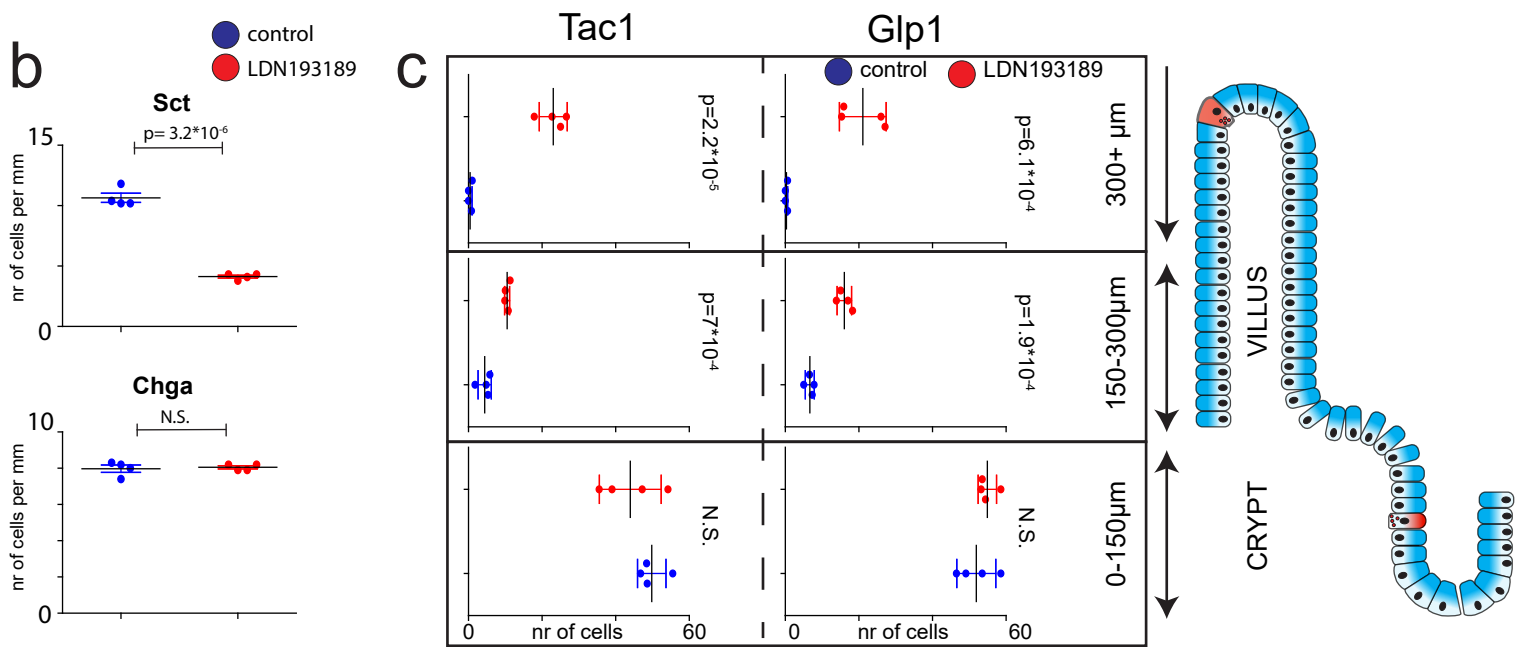 b
control
LDN193189
Sct
p= 3.2*10-6
15
nr of cells per mm
0
Chga
N.S.
10
nr of cells per mm
0
c
Tac1
Glp1
control
LDN193189
p=2.2*10-5
p=6.1*10-4
300+ µm
p=7*10-4
p=1.9*10-4
150-300µm
N.S.
N.S.
0-150µm
0
nr of cells
60
0
nr of cells
60
VILLUS
CRYPT